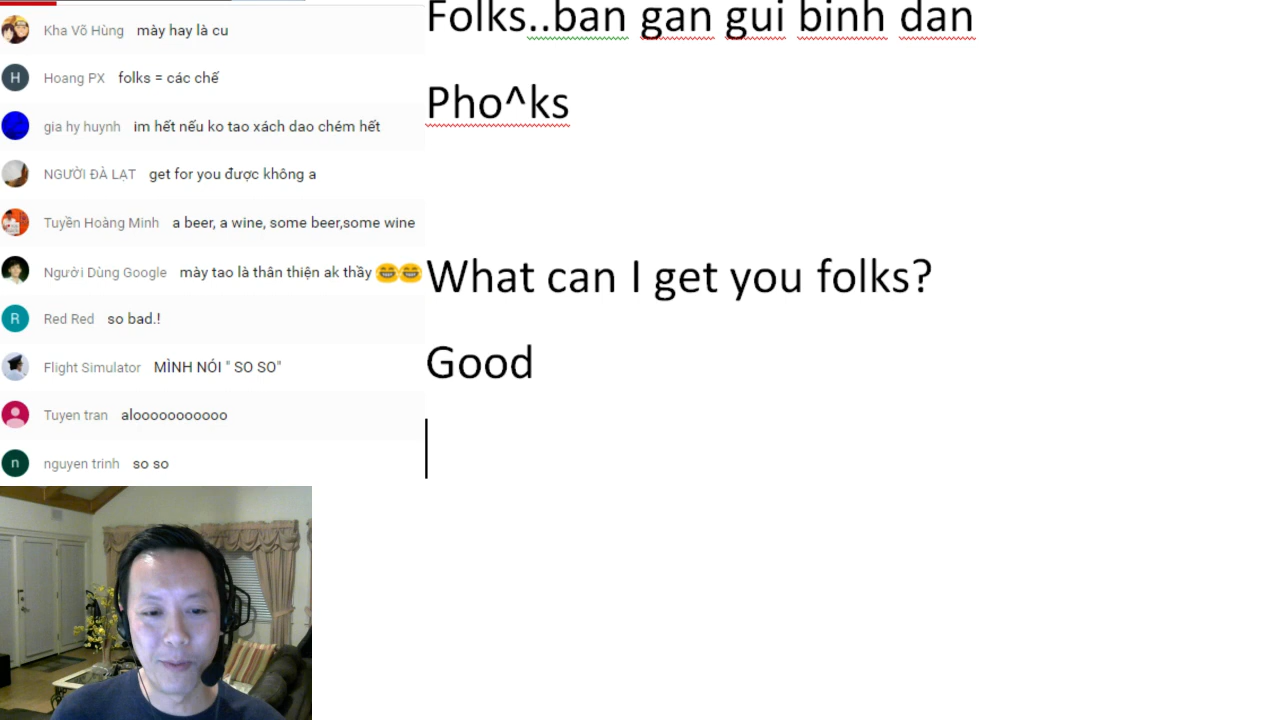 Kha Võ Hùng mày hay là cu
Hoang PX folks = các chế
gia hy huynh im hết nếu ko tao xách dao chém hết
NGƯỜI ĐÀ LẠT get for you được không a
Tuyền Hoàng Minh a beer, a wine, some beer,some wine
Người Dùng Google mày tao là thân thiện ak thầy 😂😂
Red Red so bad.!
Flight Simulator MÌNH NÓI " SO SO"
Tuyen tran alooooooooooo
nguyen trinh so so
Folks..ban gan gui binh dan
Pho^ks
What can I get you folks?
Good
H
R
n